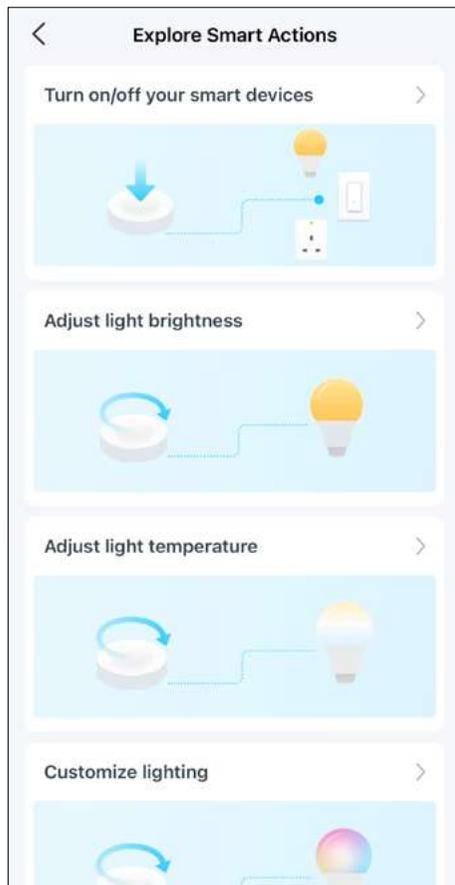 Explore Smart Actions
Turn on/off your smart devices
Adjust light brightness
Adjust light temperature
Customize lighting